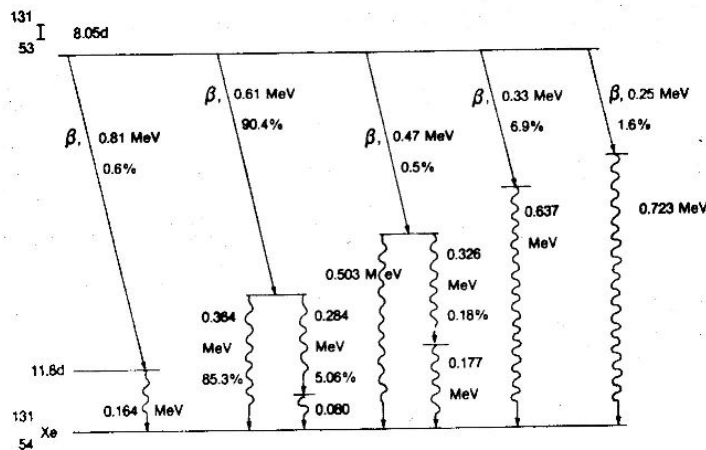 131
53 I 8.05d
β, 0.81 MeV
0.6%
β, 0.61 MeV
90.4%
β, 0.47 MeV
0.5%
β, 0.33 MeV
6.9%
β, 0.25 MeV
1.6%
0.364
MeV
85.3%
0.284
MeV
5.06%
0.080
0.503 MeV
0.326
MeV
0.18%
0.177
MeV
0.637
MeV
0.723 MeV
11.8d
0.164 MeV
131
54 Xe